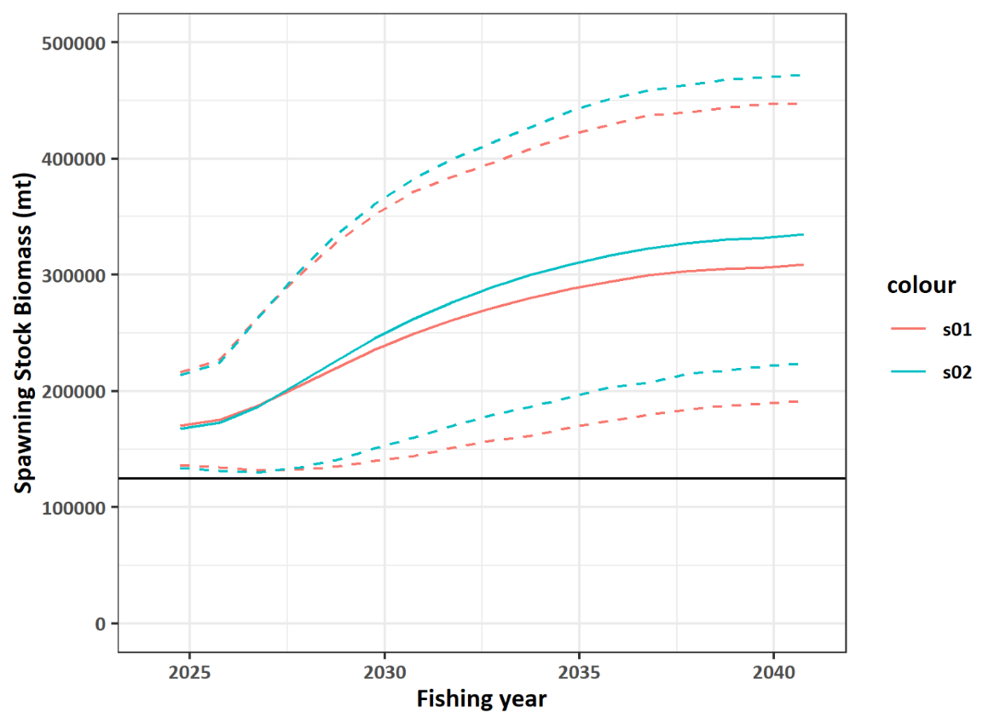 Spawning Stock Biomass (mt)
500000
400000
300000
200000
100000
0
2025 2030 2035 2040
Fishing year
colour
s01
s02